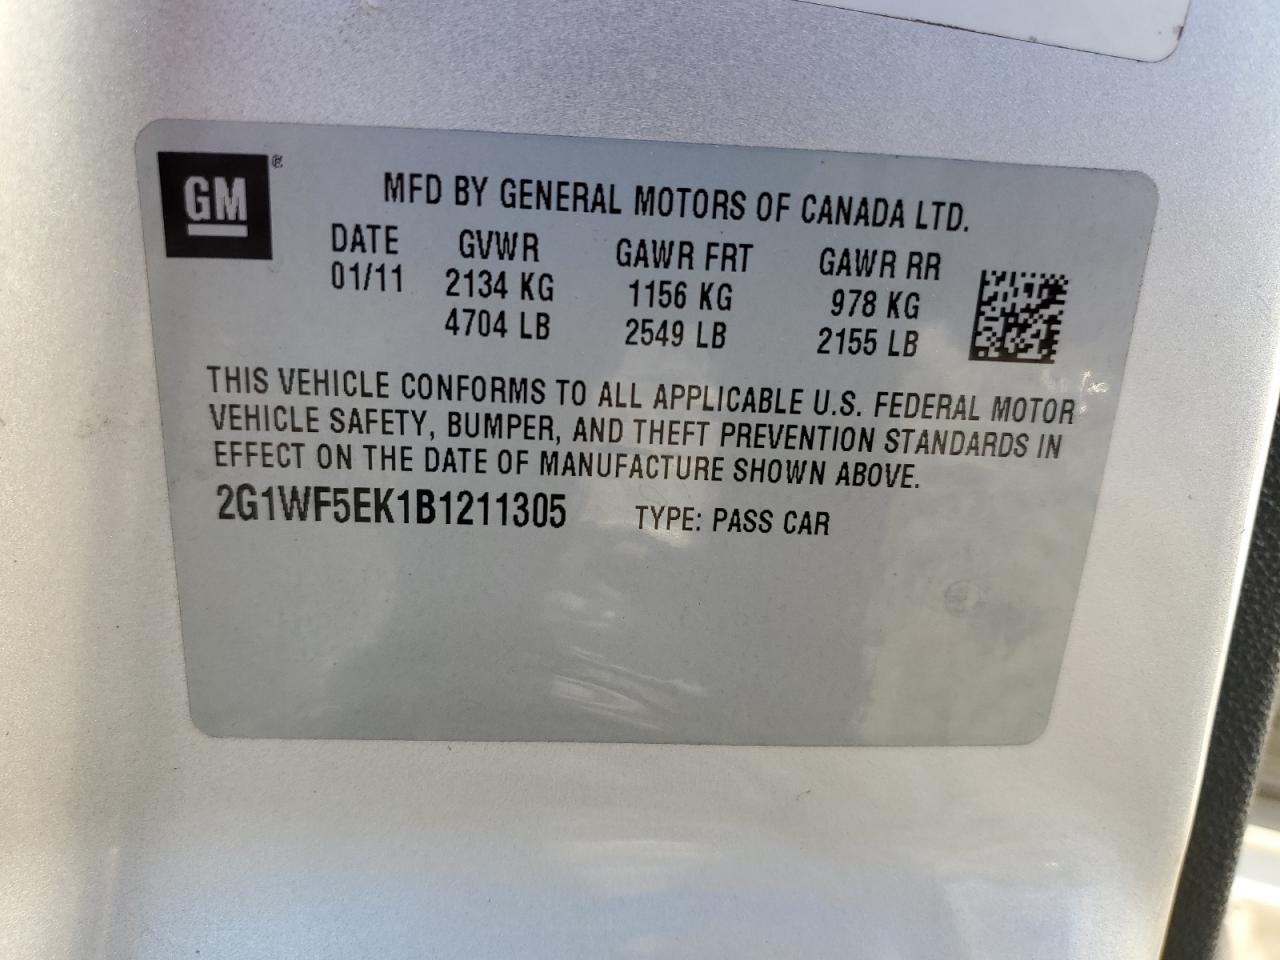 GM®
MFD BY GENERAL MOTORS OF CANADA LTD.
DATE GVWR GAWR FRT GAWR RR
01/11 2134 KG 1156 KG 978 KG
4704 LB 2549 LB 2155 LB
THIS VEHICLE CONFORMS TO ALL APPLICABLE U.S. FEDERAL MOTOR
VEHICLE SAFETY, BUMPER, AND THEFT PREVENTION STANDARDS IN
EFFECT ON THE DATE OF MANUFACTURE SHOWN ABOVE.
2G1WF5EK1B1211305 TYPE: PASS CAR